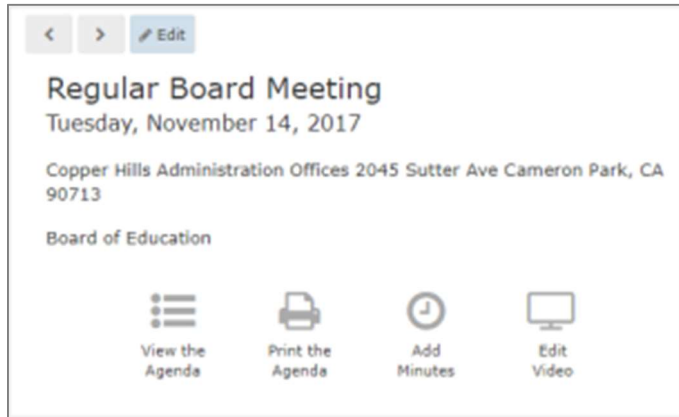 Edit
Regular Board Meeting
Tuesday, November 14, 2017
Copper Hills Administration Offices 2045 Sutter Ave Cameron Park, CA
90713
Board of Education
View the
Agenda
Print the
Agenda
Add
Minutes
Edit
Video